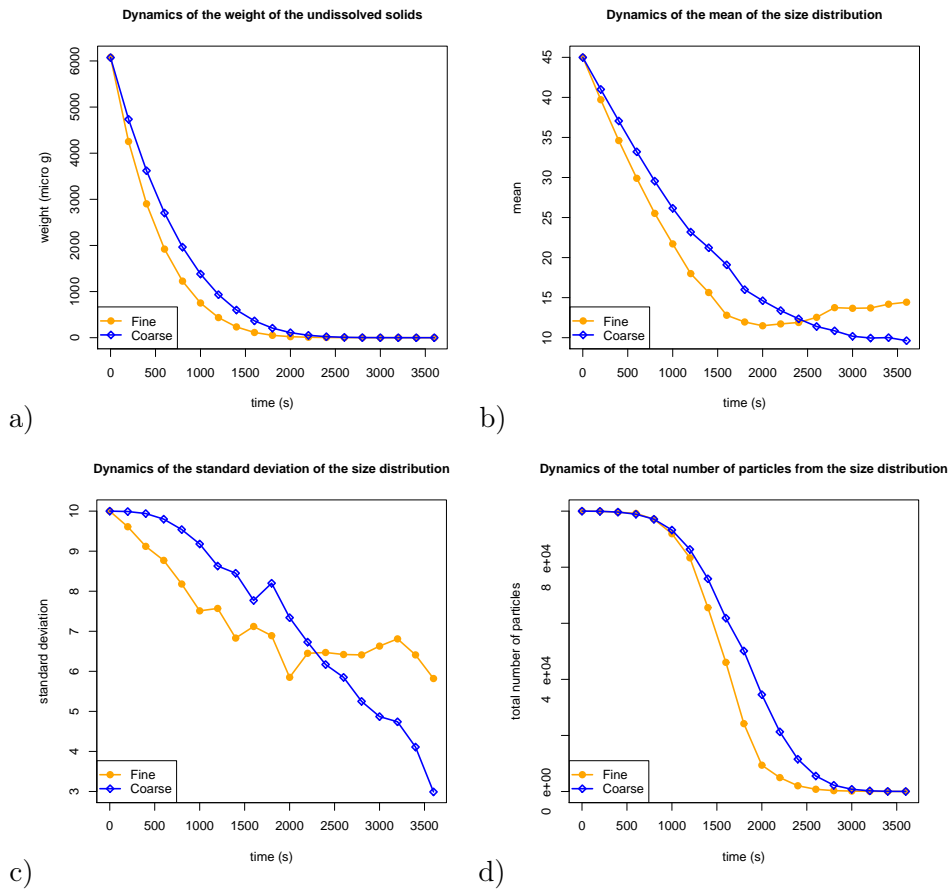 Dynamics of the weight of the undissolved solids
weight (micro g)
6000
5000
4000
3000
2000
1000
0
Fine
Coarse
0 500 1000 1500 2000 2500 3000 3500
time (s)
a)
Dynamics of the mean of the size distribution
mean
45
40
35
30
25
20
15
10
Fine
Coarse
0 500 1000 1500 2000 2500 3000 3500
time (s)
b)
Dynamics of the standard deviation of the size distribution
standard deviation
10
9
8
7
6
5
4
3
Fine
Coarse
0 500 1000 1500 2000 2500 3000 3500
time (s)
c)
Dynamics of the total number of particles from the size distribution
total number of particles
8 e+04
4 e+04
0 e+00
Fine
Coarse
0 500 1000 1500 2000 2500 3000 3500
time (s)
d)